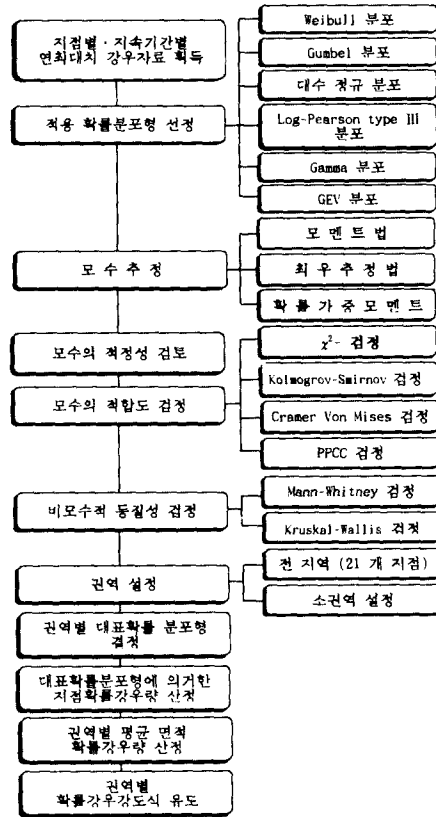 지점별·지속기간별
연최대치 강우자료 획득
Weibull 분포
Gumbel 분포
대수 정규 분포
적용 확률분포형 선정
Log-Pearson type III
분포
Gamma 분포
GEV 분포
모 수 추 정
모 멘 트 법
최 우 추 정 법
확 률 가 중 모 멘 트
모수의 적정성 검토
모수의 적합도 검정
χ²- 검정
Kolmogrov-Smirnov 검정
Cramer Von Mises 검정
PPCC 검정
비모수적 동질성 검정
Mann-Whitney 검정
Kruskal-Wallis 검정
권역 설정
전 지역 (21 개 지점)
소권역 설정
권역별 대표확률 분포형
결정
대표확률분포형에 의거한
지점확률강우량 산정
권역별 평균 면적
확률강우량 산정
권역별
확률강우강도식 유도